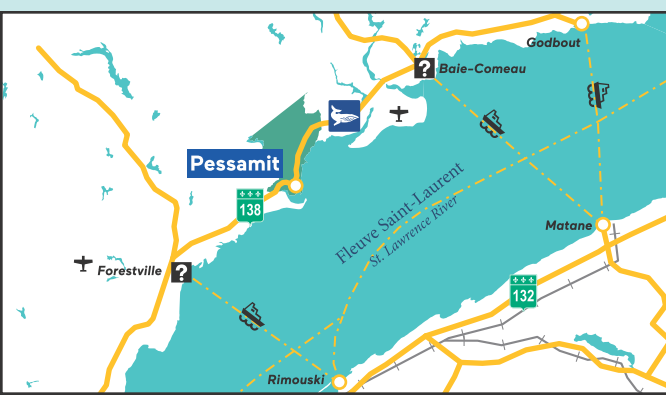 Godbout
? Baie-Comeau
Pessamit
138
Fleuve Saint-Laurent
St. Lawrence River
Matane
Forestville ?
132
Rimouski